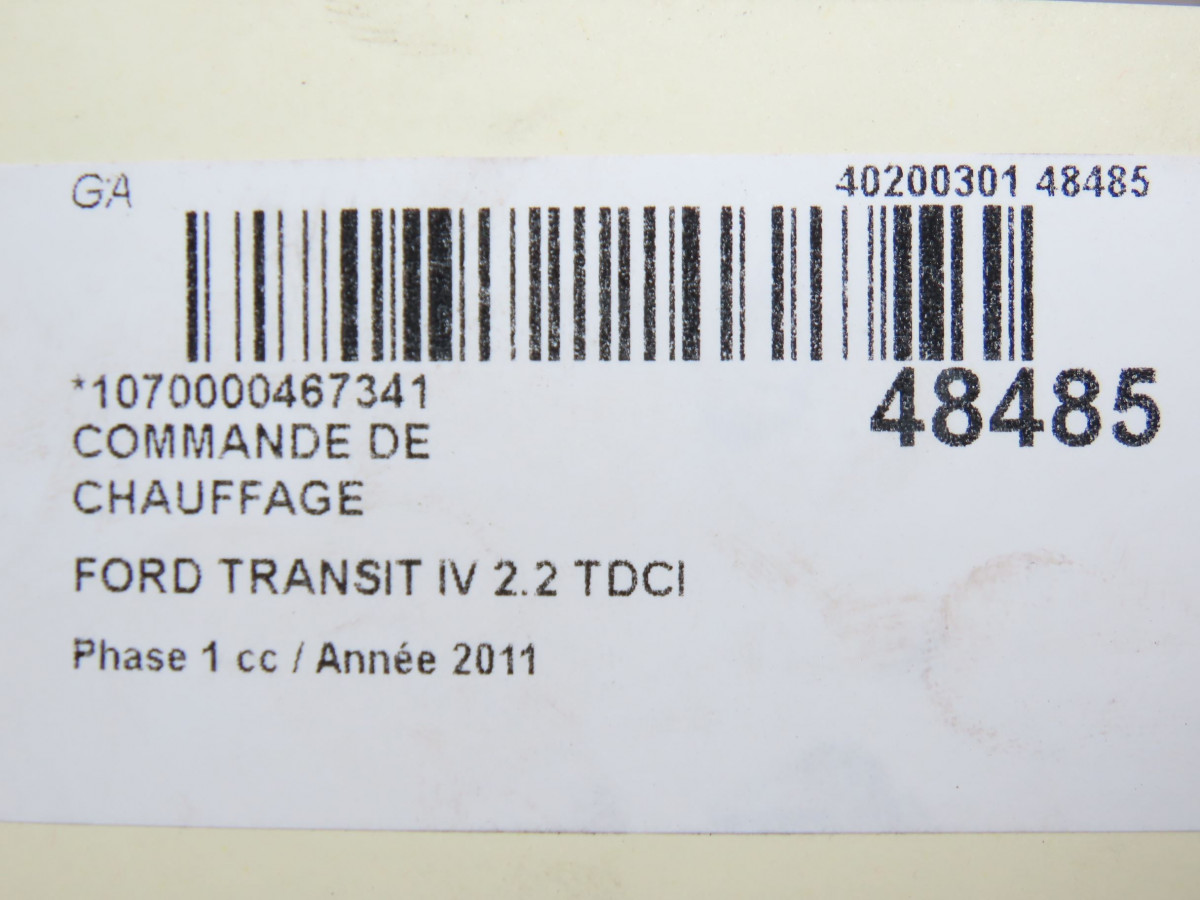 GA
40200301 48485
*1070000467341
48485
COMMANDE DE
CHAUFFAGE
FORD TRANSIT IV 2.2 TDCI
Phase 1 cc / Année 2011